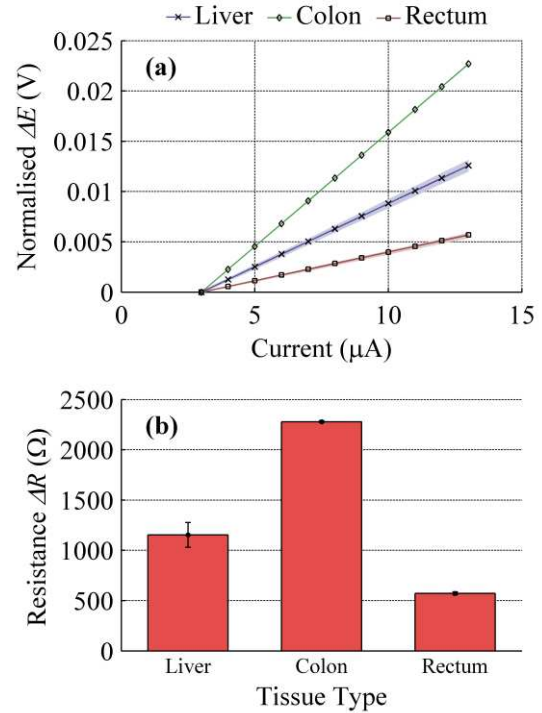 Liver Colon Rectum
(a)
Normalised ΔE (V)
0.025
0.02
0.015
0.01
0.005
0
0 5 10 15
Current (μA)
(b)
Resistance ΔR (Ω)
2500
2000
1500
1000
500
0
Liver Colon Rectum
Tissue Type